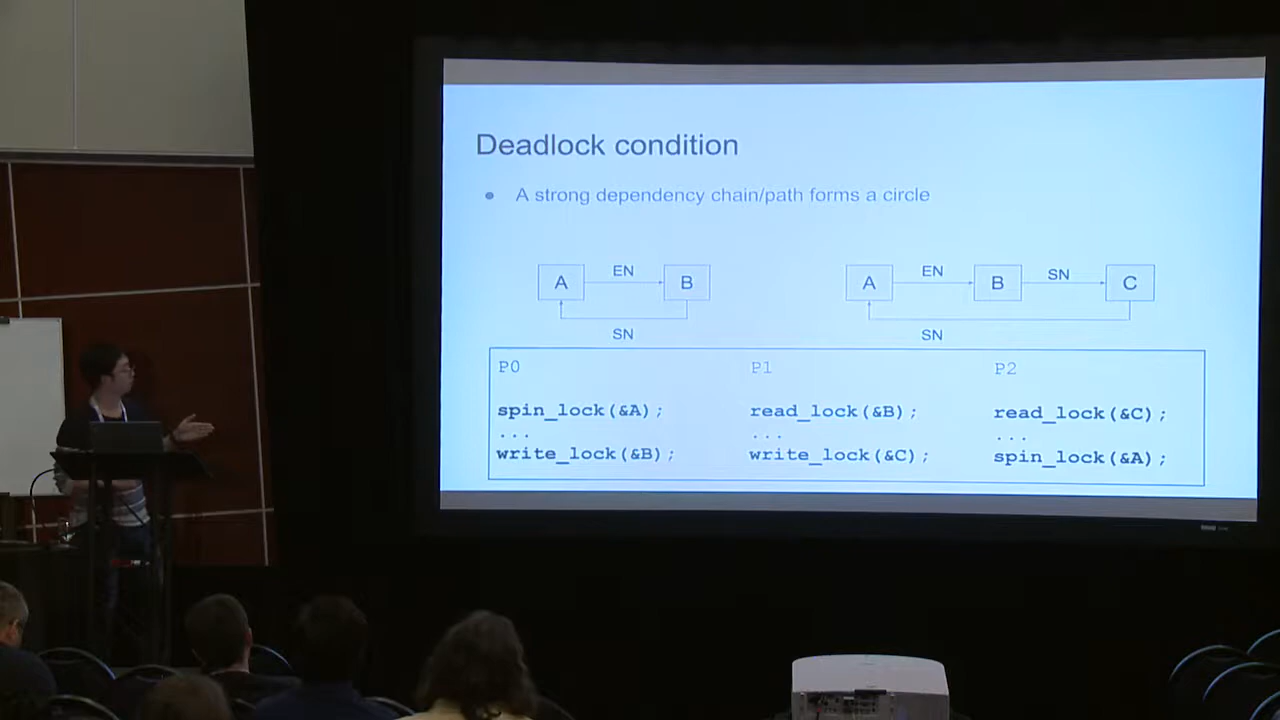 Deadlock condition
● A strong dependency chain/path forms a circle
A EN B
SN
A EN B SN C
SN
P0 P1 P2
spin_lock(&A); read_lock(&B); read_lock(&C);
... ... ...
write_lock(&B); write_lock(&C); spin_lock(&A);